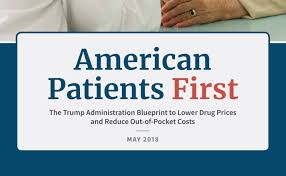 American
Patients First
The Trump Administration Blueprint to Lower Drug Prices
and Reduce Out-of-Pocket Costs
MAY 2018